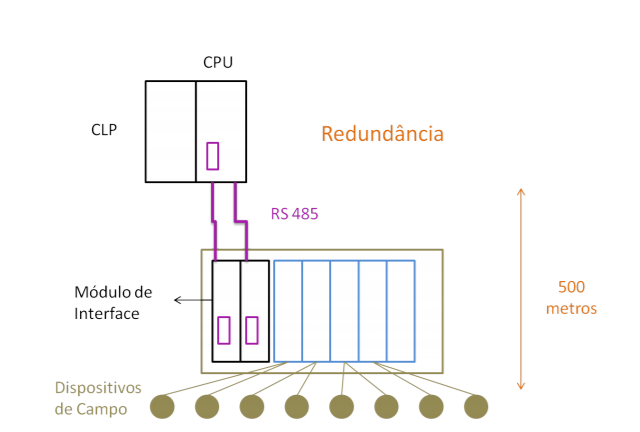 CPU
CLP
Redundância
RS 485
Módulo de
Interface
500
metros
Dispositivos
de Campo